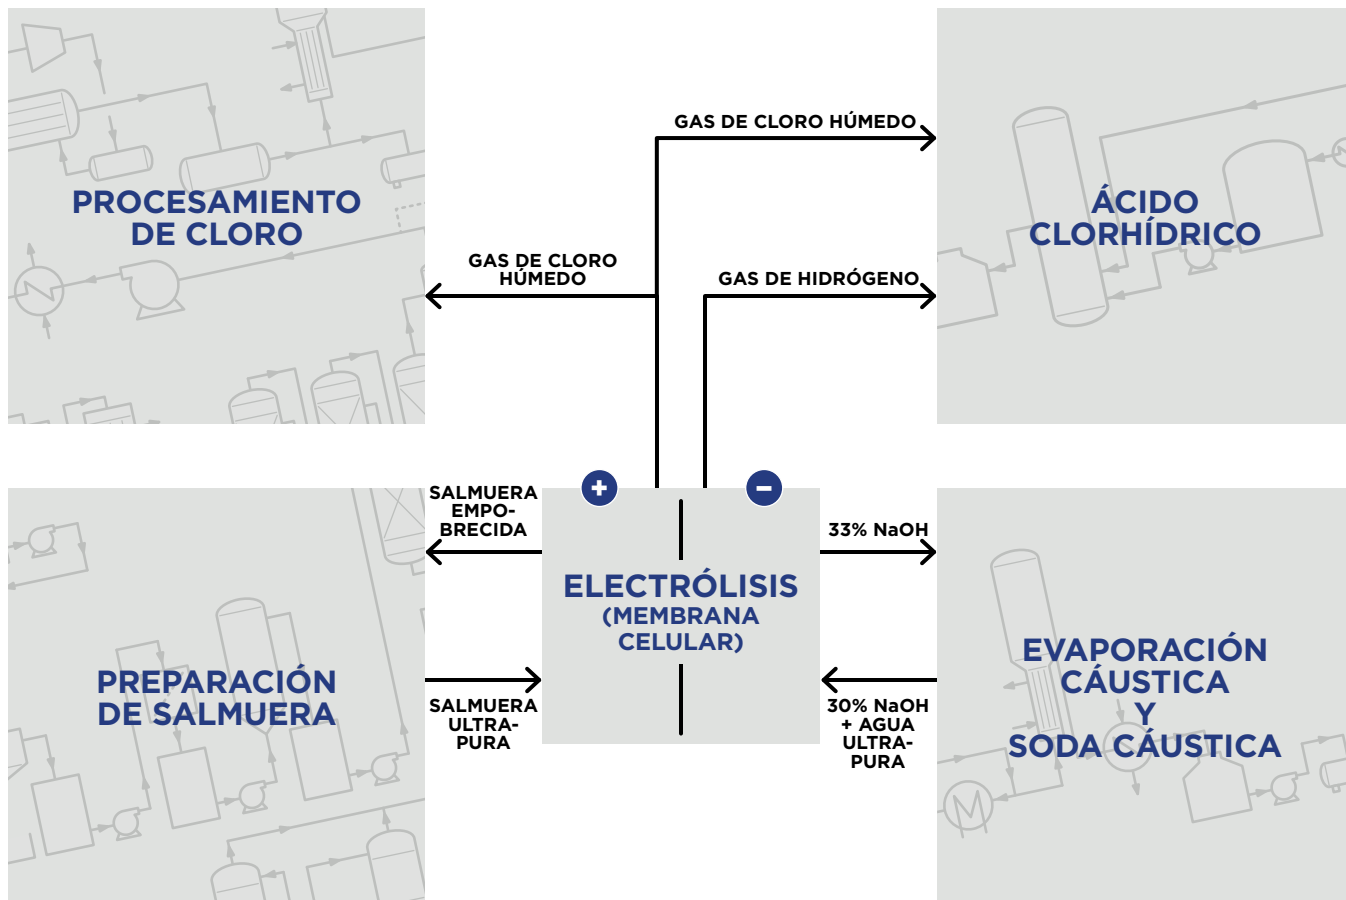 GAS DE CLORO HÚMEDO
PROCESAMIENTO
DE CLORO
ÁCIDO
CLORHÍDRICO
GAS DE CLORO
HÚMEDO
GAS DE HIDRÓGENO
+
−
SALMUERA
EMPO-
BRECIDA
33% NaOH
ELECTRÓLISIS
(MEMBRANA
CELULAR)
PREPARACIÓN
DE SALMUERA
SALMUERA
ULTRA-
PURA
30% NaOH
+ AGUA
ULTRA-
PURA
EVAPORACIÓN
CÁUSTICA
Y
SODA CÁUSTICA